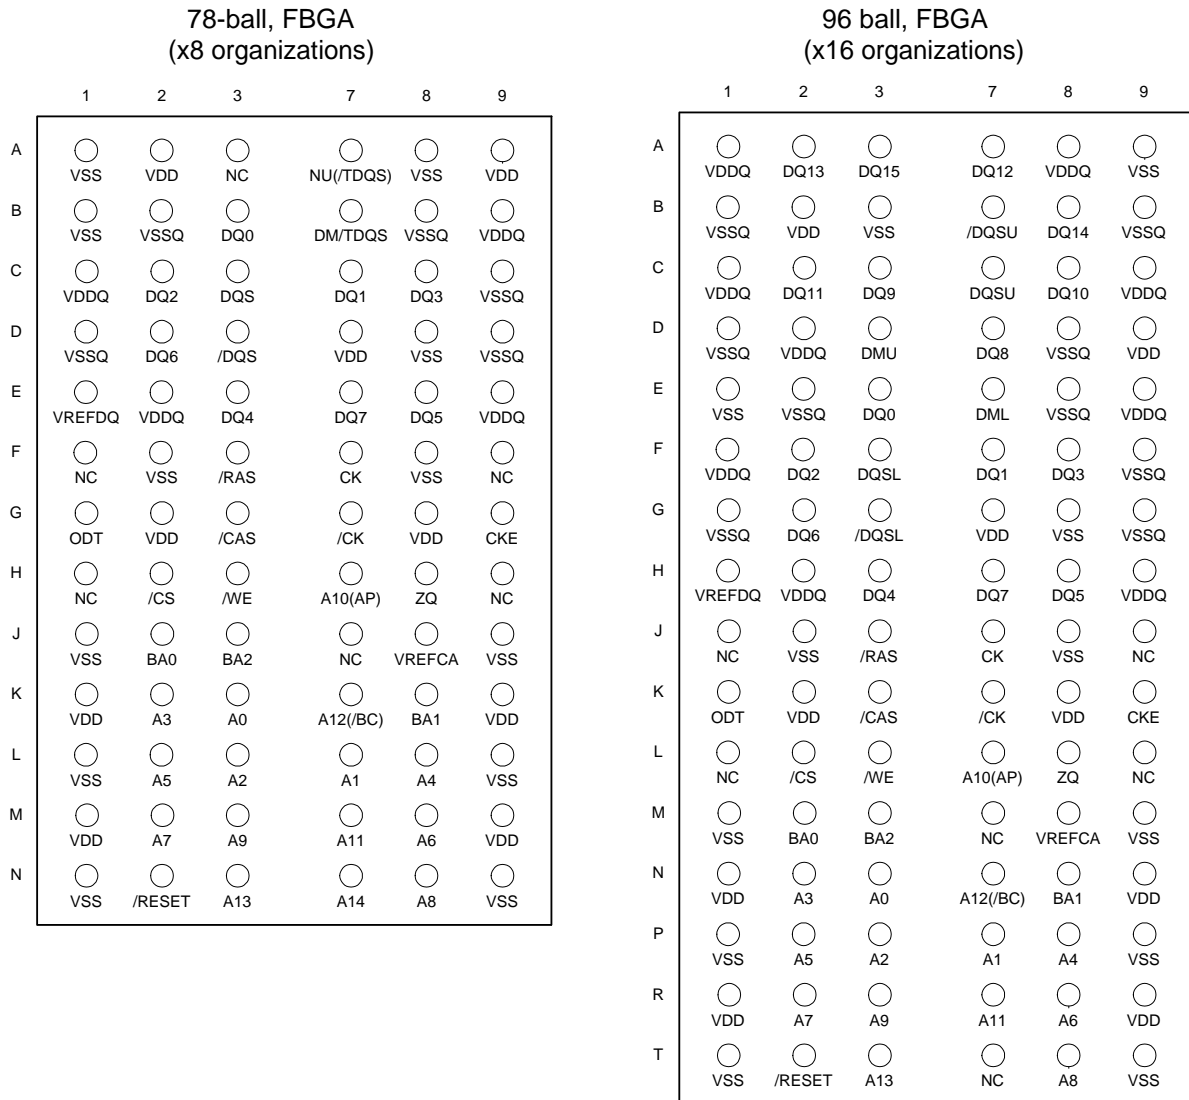 78-ball, FBGA
(x8 organizations)
1 2 3 7 8 9
A
VSS VDD NC NU(/TDQS) VSS VDD
B
VSS VSSQ DQ0 DM/TDQS VSSQ VDDQ
C
VDDQ DQ2 DQS DQ1 DQ3 VSSQ
D
VSSQ DQ6 /DQS VDD VSS VSSQ
E
VREFDQ VDDQ DQ4 DQ7 DQ5 VDDQ
F
NC VSS /RAS CK VSS NC
G
ODT VDD /CAS /CK VDD CKE
H
NC /CS /WE A10(AP) ZQ NC
J
VSS BA0 BA2 NC VREFCA VSS
K
VDD A3 A0 A12(/BC) BA1 VDD
L
VSS A5 A2 A1 A4 VSS
M
VDD A7 A9 A11 A6 VDD
N
VSS /RESET A13 A14 A8 VSS
96 ball, FBGA
(x16 organizations)
1 2 3 7 8 9
A
VDDQ DQ13 DQ15 DQ12 VDDQ VSS
B
VSSQ VDD VSS /DQSU DQ14 VSSQ
C
VDDQ DQ11 DQ9 DQSU DQ10 VDDQ
D
VSSQ VDDQ DMU DQ8 VSSQ VDD
E
VSS VSSQ DQ0 DML VSSQ VDDQ
F
VDDQ DQ2 DQSL DQ1 DQ3 VSSQ
G
VSSQ DQ6 /DQSL VDD VSS VSSQ
H
VREFDQ VDDQ DQ4 DQ7 DQ5 VDDQ
J
NC VSS /RAS CK VSS NC
K
ODT VDD /CAS /CK VDD CKE
L
NC /CS /WE A10(AP) ZQ NC
M
VSS BA0 BA2 NC VREFCA VSS
N
VDD A3 A0 A12(/BC) BA1 VDD
P
VSS A5 A2 A1 A4 VSS
R
VDD A7 A9 A11 A6 VDD
T
VSS /RESET A13 NC A8 VSS